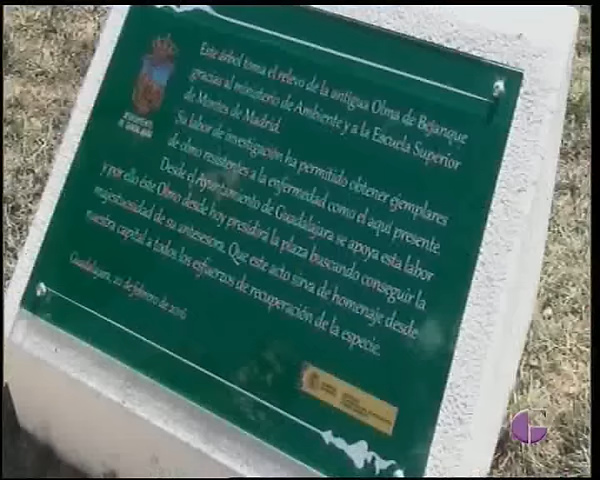 Este árbol toma el relevo de la antigua Olma de Bejanque
gracias al ministerio de Ambiente y a la Escuela Superior
de Montes de Madrid.
Su labor de investigación ha permitido obtener ejemplares
de olmo resistentes a la enfermedad como el aquí presente.
Desde el Ayuntamiento de Guadalajara se apoya esta labor
y por ello éste Olmo desde hoy presidirá la plaza buscando conseguir la
majestuosidad de su antesesora. Que este acto sirva de homenaje desde
nuestra capital a todos los esfuerzos de recuperación de la especie.
Guadalajara, 22 de febrero de 2016